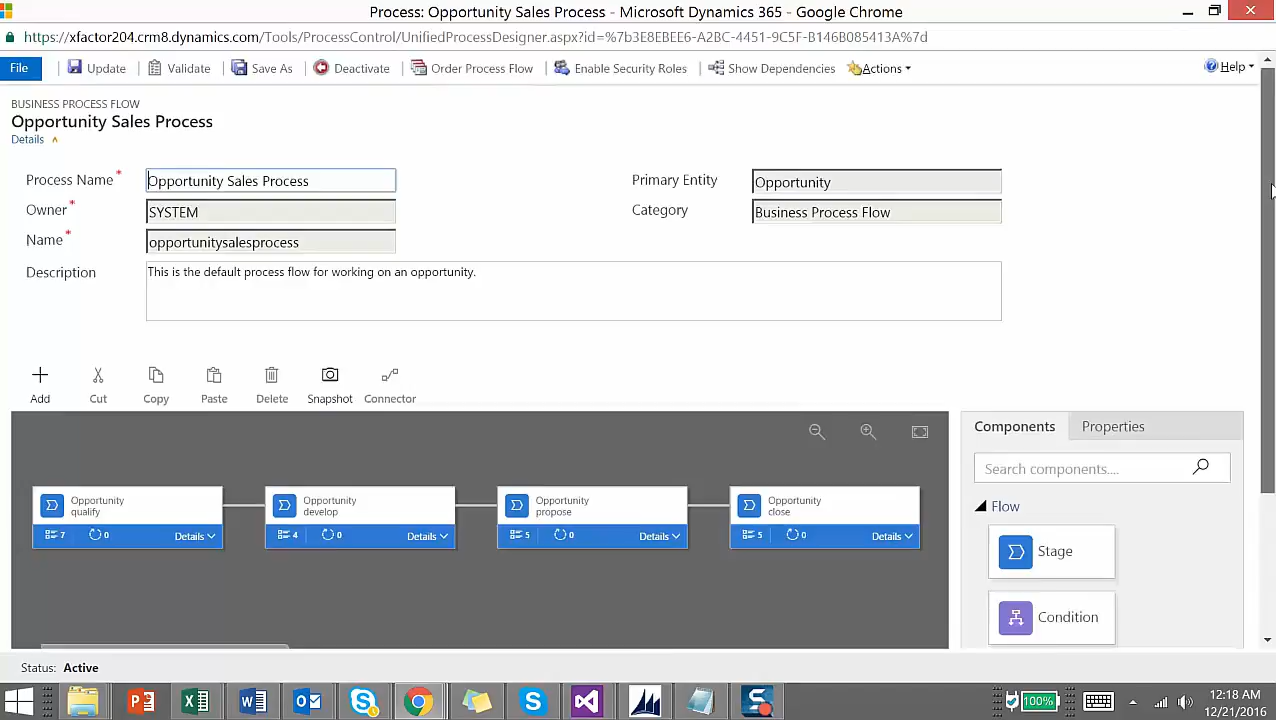 Process: Opportunity Sales Process - Microsoft Dynamics 365 - Google Chrome
https://xfactor204.crm8.dynamics.com/Tools/ProcessControl/UnifiedProcessDesigner.aspx?id=%7b3E8EBEE6-A2BC-4451-9C5F-B146B085413A%7d
File Update Validate Save As Deactivate Order Process Flow Enable Security Roles Show Dependencies Actions Help
BUSINESS PROCESS FLOW
Opportunity Sales Process
Details
Process Name* Opportunity Sales Process Primary Entity Opportunity
Owner* SYSTEM Category Business Process Flow
Name* opportunitysalesprocess
Description This is the default process flow for working on an opportunity.
Add Cut Copy Paste Delete Snapshot Connector
Components Properties
Search components....
Opportunity Opportunity Opportunity Opportunity Flow
qualify develop propose close
7 0 Details 4 0 Details 5 0 Details 5 0 Details
Stage
Condition
Status: Active
100% 12:18 AM
12/21/2016